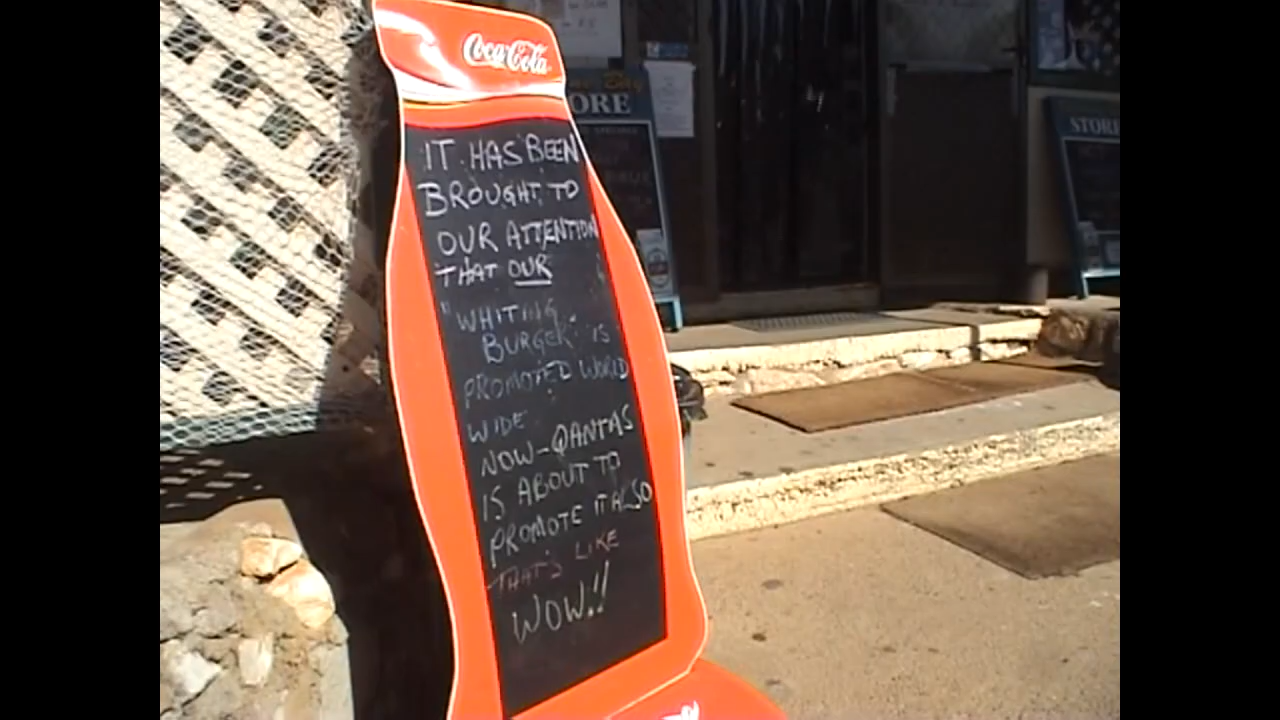 Coca-Cola
IT HAS BEEN
BROUGHT TO
OUR ATTENTION
THAT OUR
"WHITING
BURGER" IS
PROMOTED WORLD
WIDE
NOW-QANTAS
IS ABOUT TO
PROMOTE IT ALSO
THAT'S LIKE
WOW!!
ORE
STORE